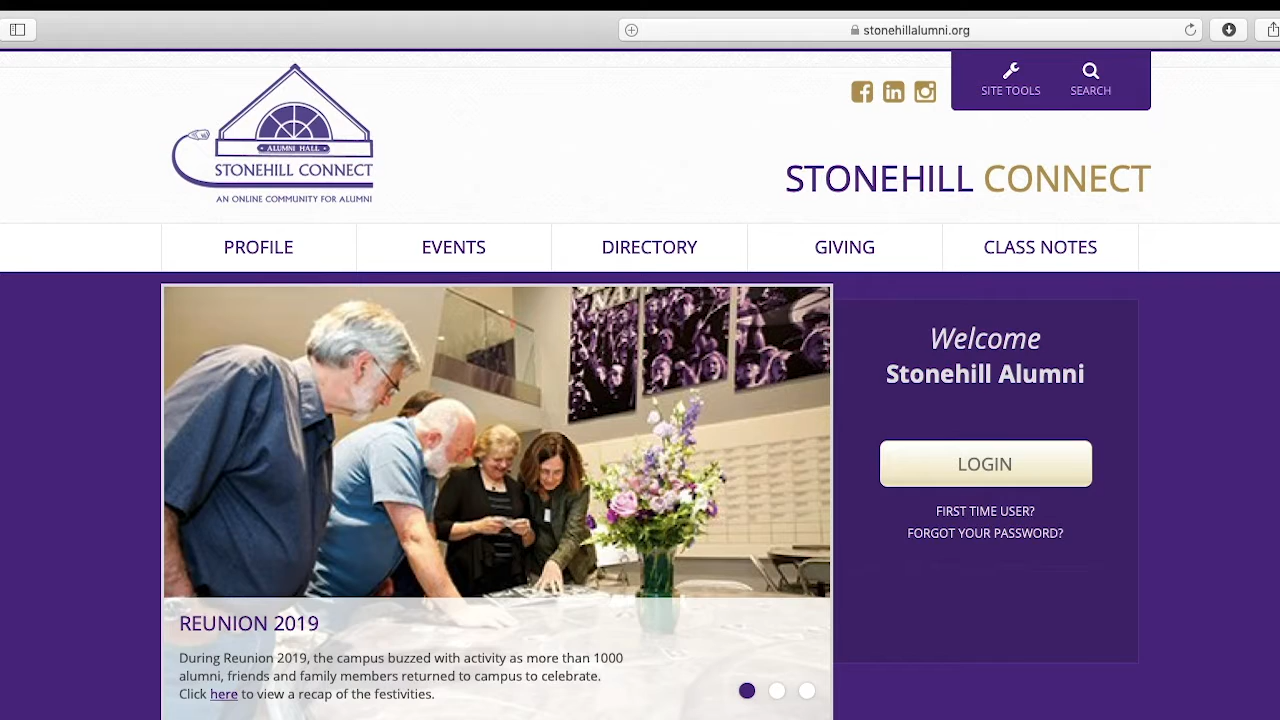 stonehillalumni.org
SITE TOOLS
SEARCH
ALUMNI HALL
STONEHILL CONNECT
AN ONLINE COMMUNITY FOR ALUMNI
STONEHILL CONNECT
PROFILE
EVENTS
DIRECTORY
GIVING
CLASS NOTES
Welcome
Stonehill Alumni
LOGIN
FIRST TIME USER?
FORGOT YOUR PASSWORD?
REUNION 2019
During Reunion 2019, the campus buzzed with activity as more than 1000
alumni, friends and family members returned to campus to celebrate.
Click here to view a recap of the festivities.